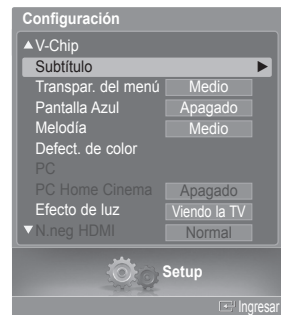 Configuración
▲V-Chip
Subtítulo ►
Transpar. del menú Medio
Pantalla Azul Apagado
Melodía Medio
Defect. de color
PC
PC Home Cinema Apagado
Efecto de luz Viendo la TV
▼N.neg HDMI Normal
Setup
Ingresar